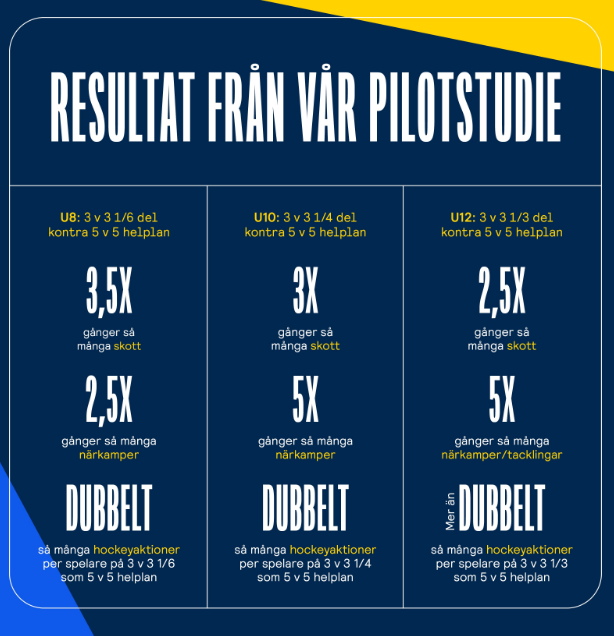 RESULTAT FRÅN VÅR PILOTSTUDIE
U8: 3 v 3 1/6 del
kontra 5 v 5 helplan
3,5X
gånger så
många skott
2,5X
gånger så många
närkamper
DUBBELT
så många hockeyaktioner
per spelare på 3 v 3 1/6
som 5 v 5 helplan
U10: 3 v 3 1/4 del
kontra 5 v 5 helplan
3X
gånger så
många skott
5X
gånger så många
närkamper
DUBBELT
så många hockeyaktioner
per spelare på 3 v 3 1/4
som 5 v 5 helplan
U12: 3 v 3 1/3 del
kontra 5 v 5 helplan
2,5X
gånger så
många skott
5X
gånger så många
närkamper/tacklingar
Mer än
DUBBELT
så många hockeyaktioner
per spelare på 3 v 3 1/3
som 5 v 5 helplan